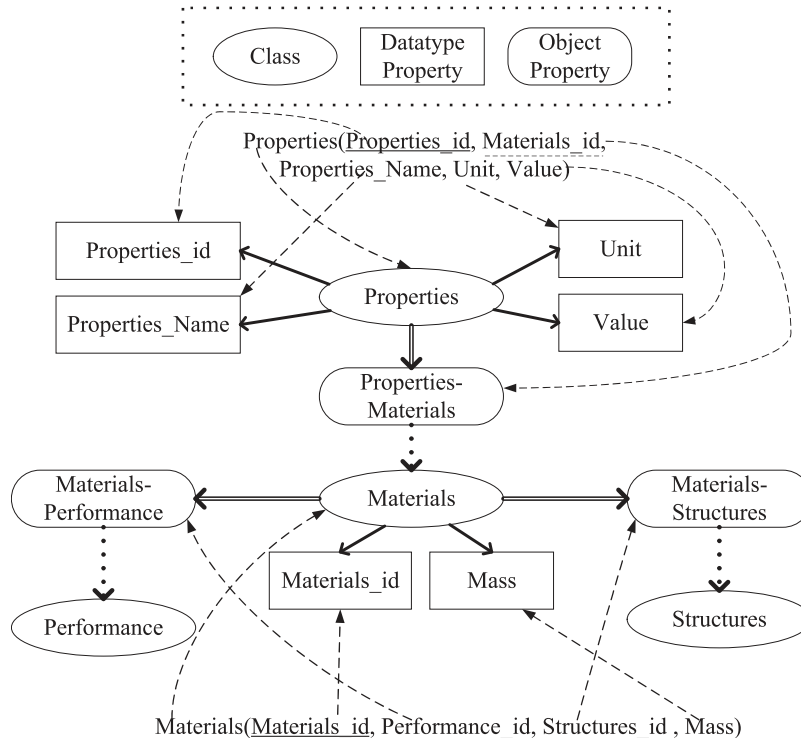 Class
Datatype
Property
Object
Property
Properties(Properties_id, Materials_id,
Properties_Name, Unit, Value)
Properties_id
Unit
Properties
Properties_Name
Value
Properties-
Materials
Materials-
Performance
Materials
Materials-
Structures
Materials_id
Mass
Performance
Structures
Materials(Materials_id, Performance_id, Structures_id , Mass)